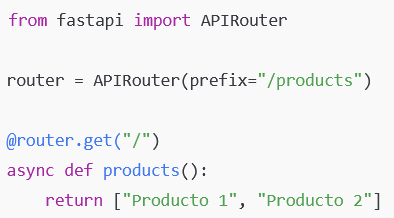 from fastapi import APIRouter
router = APIRouter(prefix="/products")
@router.get("/")
async def products():
    return ["Producto 1", "Producto 2"]